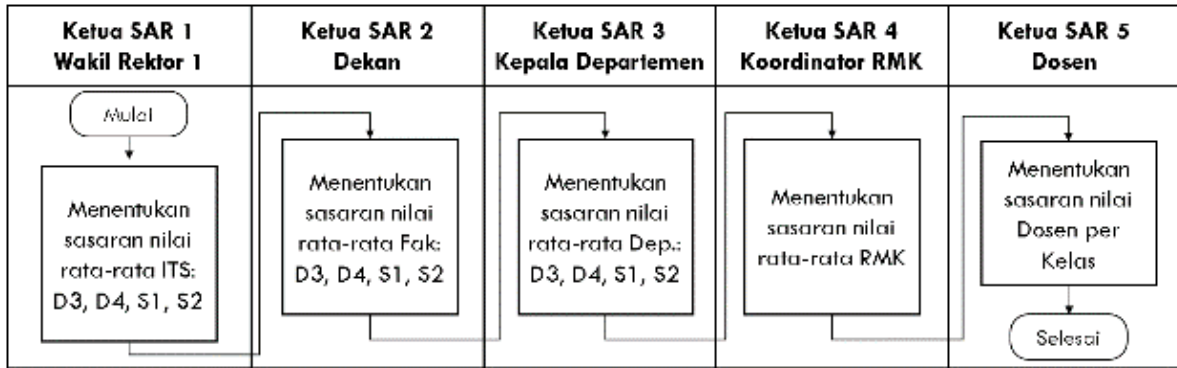 Ketua SAR 1
Wakil Rektor 1
Ketua SAR 2
Dekan
Ketua SAR 3
Kepala Departemen
Ketua SAR 4
Koordinator RMK
Ketua SAR 5
Dosen
Mulai
Menentukan
sasaran nilai
rata-rata ITS:
D3, D4, S1, S2
Menentukan
sasaran nilai
rata-rata Fak:
D3, D4, S1, S2
Menentukan
sasaran nilai
rata-rata Dep.:
D3, D4, S1, S2
Menentukan
sasaran nilai
rata-rata RMK
Menentukan
sasaran nilai
Dosen per
Kelas
Selesai